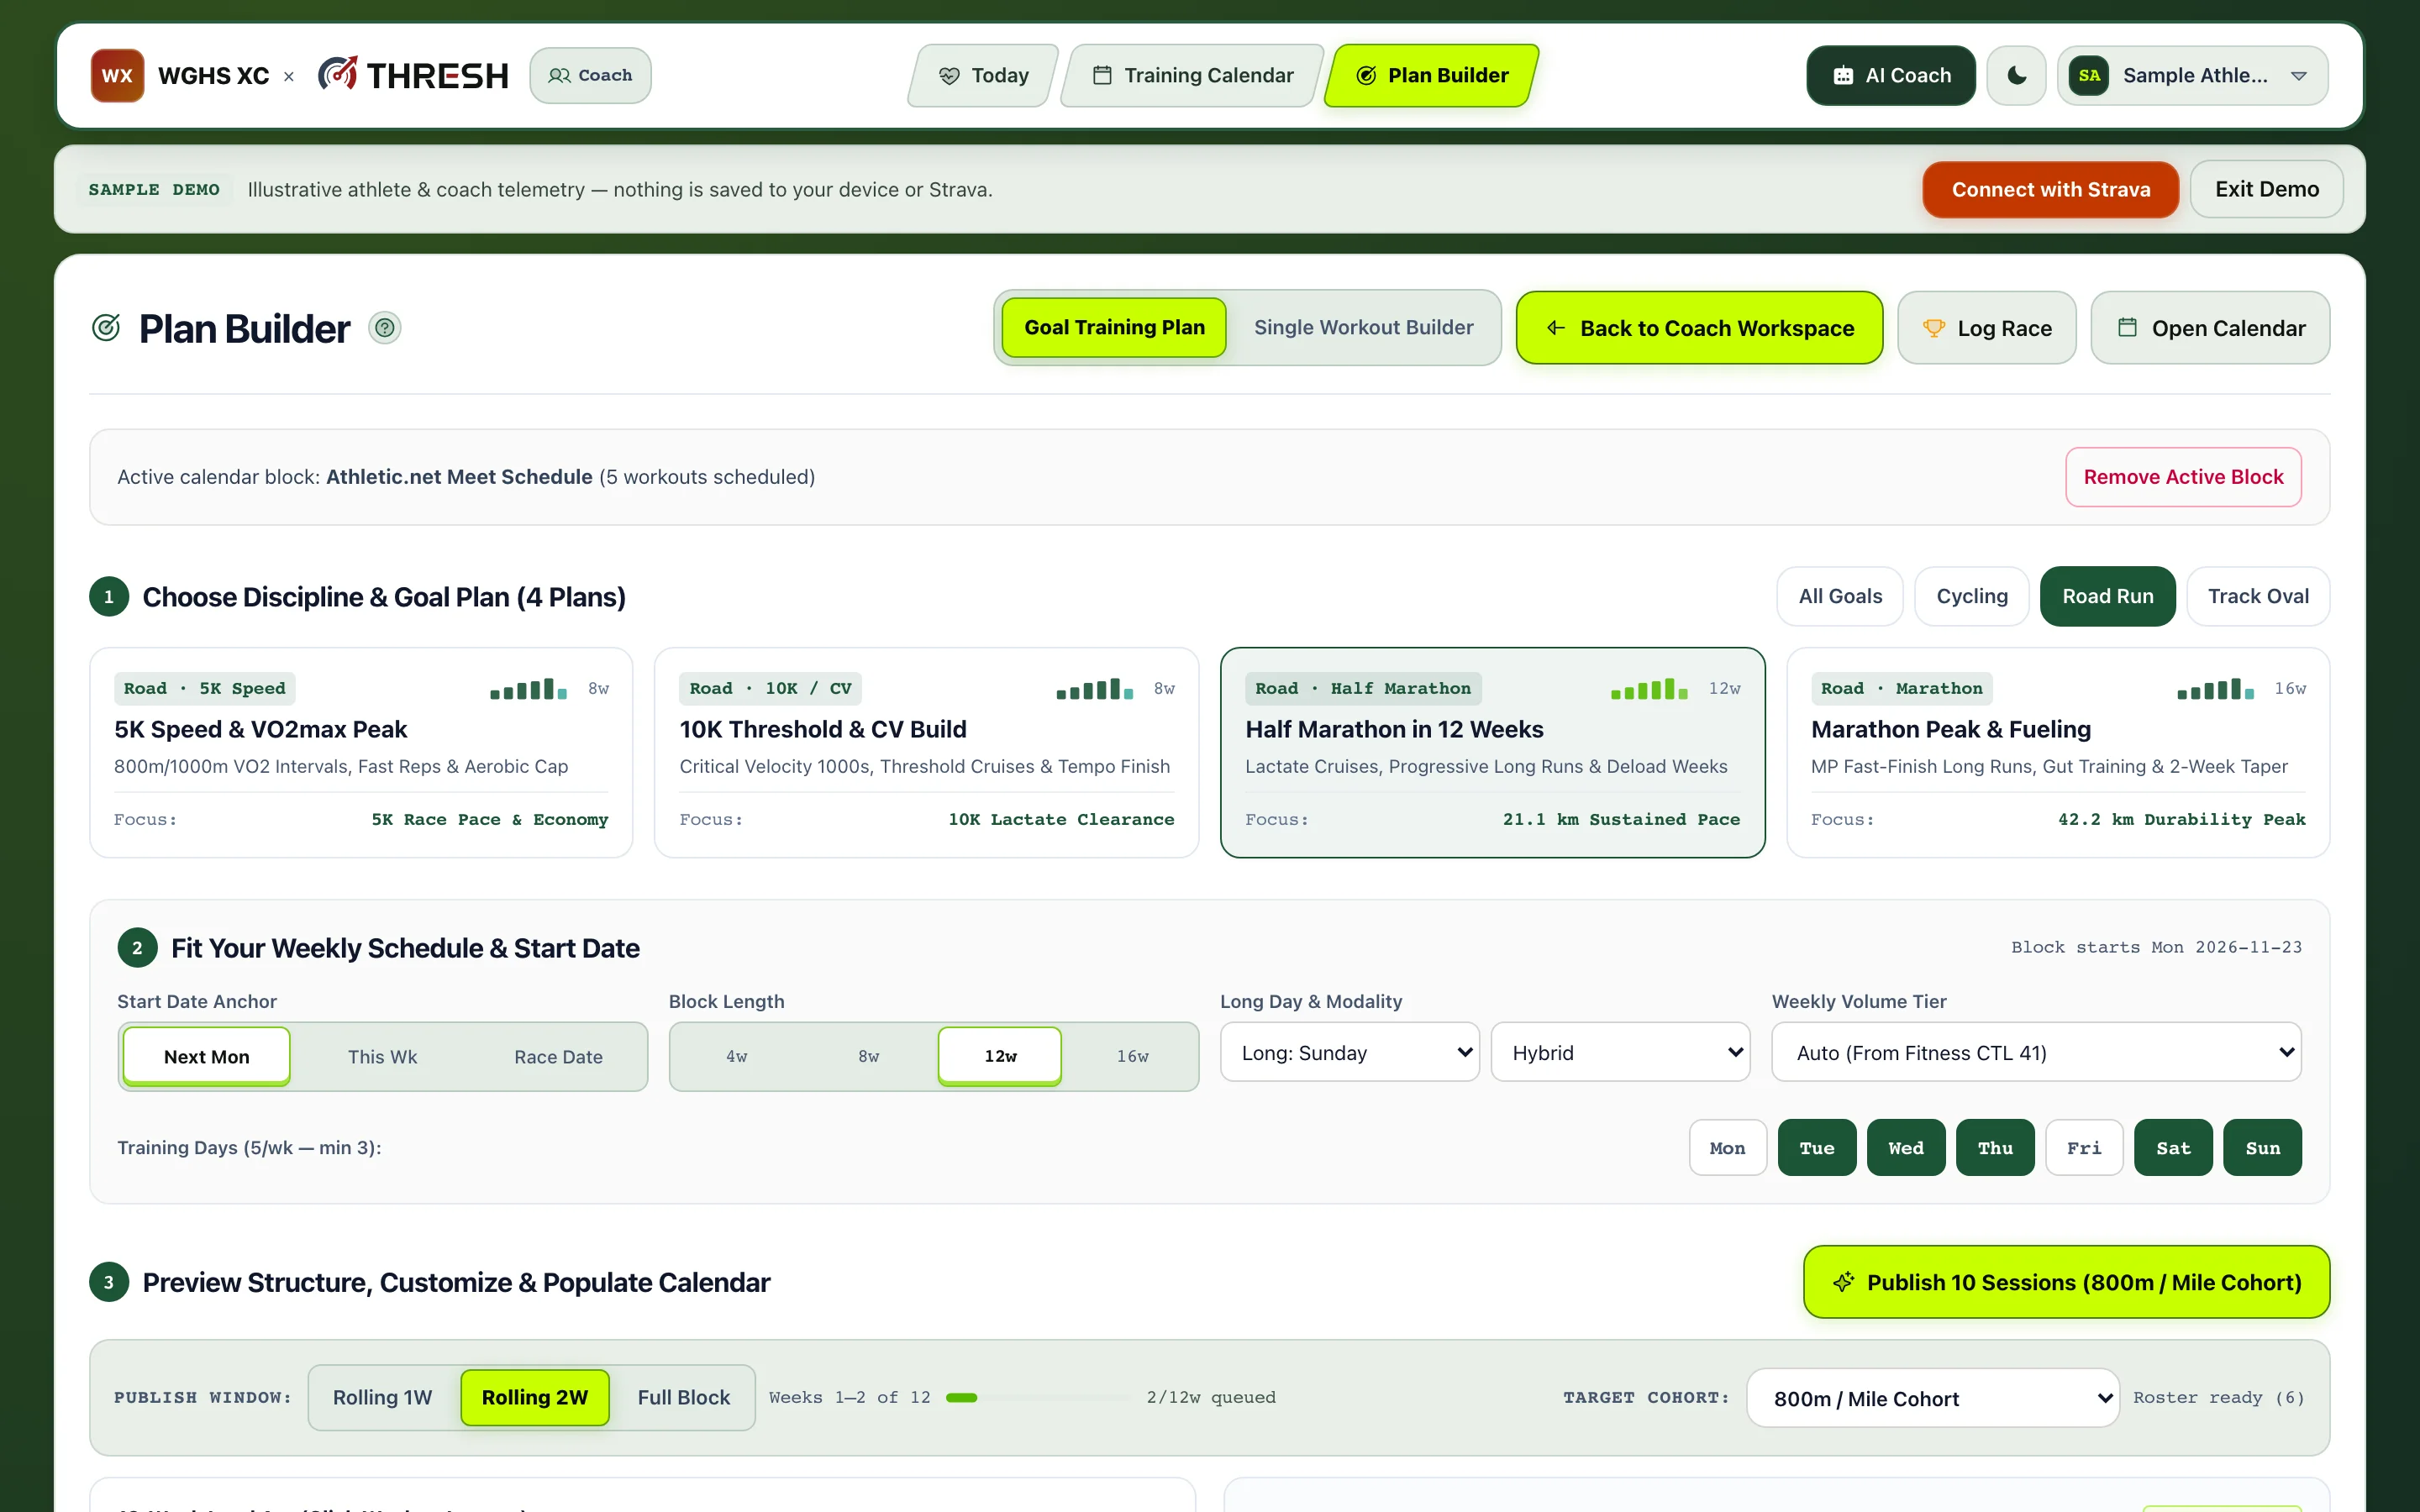 WX WGHS XC × THRESH Coach
Today
Training Calendar
Plan Builder
AI Coach
SA Sample Athle...
SAMPLE DEMO Illustrative athlete & coach telemetry — nothing is saved to your device or Strava.
Connect with Strava
Exit Demo
Plan Builder ?
Goal Training Plan
Single Workout Builder
Back to Coach Workspace
Log Race
Open Calendar
Active calendar block: Athletic.net Meet Schedule (5 workouts scheduled)
Remove Active Block
1 Choose Discipline & Goal Plan (4 Plans)
All Goals
Cycling
Road Run
Track Oval
Road · 5K Speed 8w
5K Speed & VO2max Peak
800m/1000m VO2 Intervals, Fast Reps & Aerobic Cap
Focus: 5K Race Pace & Economy
Road · 10K / CV 8w
10K Threshold & CV Build
Critical Velocity 1000s, Threshold Cruises & Tempo Finish
Focus: 10K Lactate Clearance
Road · Half Marathon 12w
Half Marathon in 12 Weeks
Lactate Cruises, Progressive Long Runs & Deload Weeks
Focus: 21.1 km Sustained Pace
Road · Marathon 16w
Marathon Peak & Fueling
MP Fast-Finish Long Runs, Gut Training & 2-Week Taper
Focus: 42.2 km Durability Peak
2 Fit Your Weekly Schedule & Start Date
Block starts Mon 2026-11-23
Start Date Anchor
Next Mon This Wk Race Date
Block Length
4w 8w 12w 16w
Long Day & Modality
Long: Sunday
Hybrid
Weekly Volume Tier
Auto (From Fitness CTL 41)
Training Days (5/wk — min 3):
Mon Tue Wed Thu Fri Sat Sun
3 Preview Structure, Customize & Populate Calendar
Publish 10 Sessions (800m / Mile Cohort)
PUBLISH WINDOW: Rolling 1W Rolling 2W Full Block Weeks 1–2 of 12 2/12w queued
TARGET COHORT: 800m / Mile Cohort Roster ready (6)